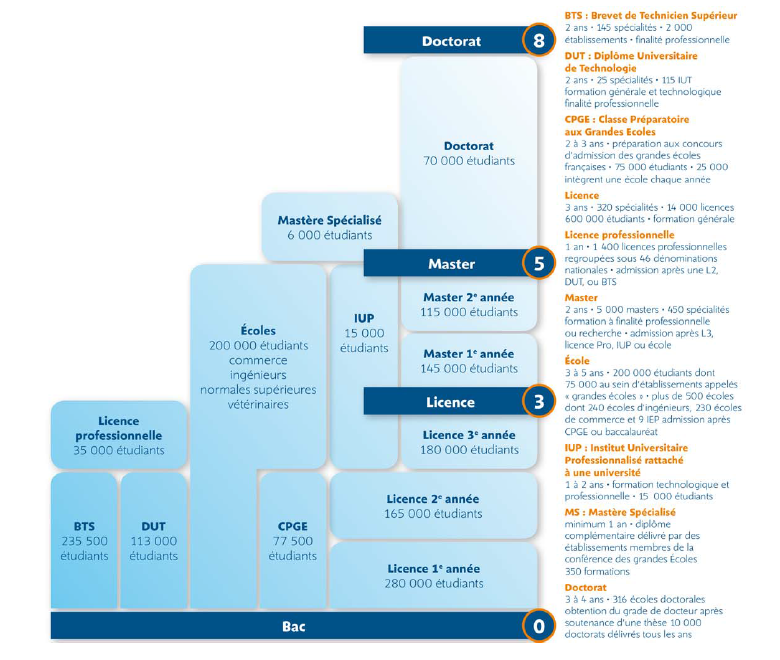 Doctorat 8
Doctorat
70 000 étudiants
Mastère Spécialisé
6 000 étudiants
Master 5
Master 2e année
115 000 étudiants
Écoles
200 000 étudiants
commerce
ingénieurs
normales supérieures
vétérinaires
IUP
15 000
étudiants
Master 1e année
145 000 étudiants
Licence 3
Licence
professionnelle
35 000 étudiants
Licence 3e année
180 000 étudiants
BTS
235 500
étudiants
DUT
113 000
étudiants
CPGE
77 500
étudiants
Licence 2e année
165 000 étudiants
Licence 1e année
280 000 étudiants
Bac 0
BTS : Brevet de Technicien Supérieur
2 ans • 145 spécialités • 2 000
établissements • finalité professionnelle
DUT : Diplôme Universitaire
de Technologie
2 ans • 25 spécialités • 115 IUT
formation générale et technologique
finalité professionnelle
CPGE : Classe Préparatoire
aux Grandes Ecoles
2 à 3 ans • préparation aux concours
d'admission des grandes écoles
françaises • 75 000 étudiants • 25 000
intègrent une école chaque année
Licence
3 ans • 320 spécialités • 14 000 licences
600 000 étudiants • formation générale
Licence professionnelle
1 an • 1 400 licences professionnelles
regroupées sous 46 dénominations
nationales • admission après une L2,
DUT, ou BTS
Master
2 ans • 5 000 masters • 450 spécialités
formation à finalité professionnelle
ou recherche • admission après L3,
licence Pro, IUP ou école
École
3 à 5 ans • 200 000 étudiants dont
75 000 au sein d'établissements appelés
« grandes écoles » • plus de 500 écoles
dont 240 écoles d'ingénieurs, 230 écoles
de commerce et 9 IEP admission après
CPGE ou baccalauréat
IUP : Institut Universitaire
Professionnalisé rattaché
à une université
1 à 2 ans • formation technologique et
professionnelle • 15 000 étudiants
MS : Mastère Spécialisé
minimum 1 an • diplôme
complémentaire délivré par des
établissements membres de la
conférence des grandes Écoles
350 formations
Doctorat
3 à 4 ans • 316 écoles doctorales
obtention du grade de docteur après
soutenance d'une thèse 10 000
doctorats délivrés tous les ans